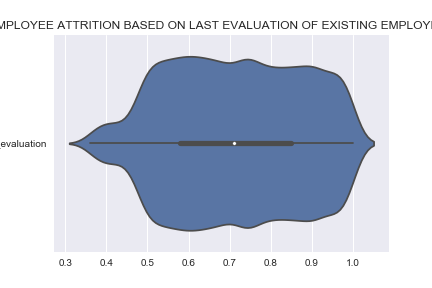 MPLOYEE ATTRITION BASED ON LAST EVALUATION OF EXISTING EMPLOY
_evaluation
0.3 0.4 0.5 0.6 0.7 0.8 0.9 1.0